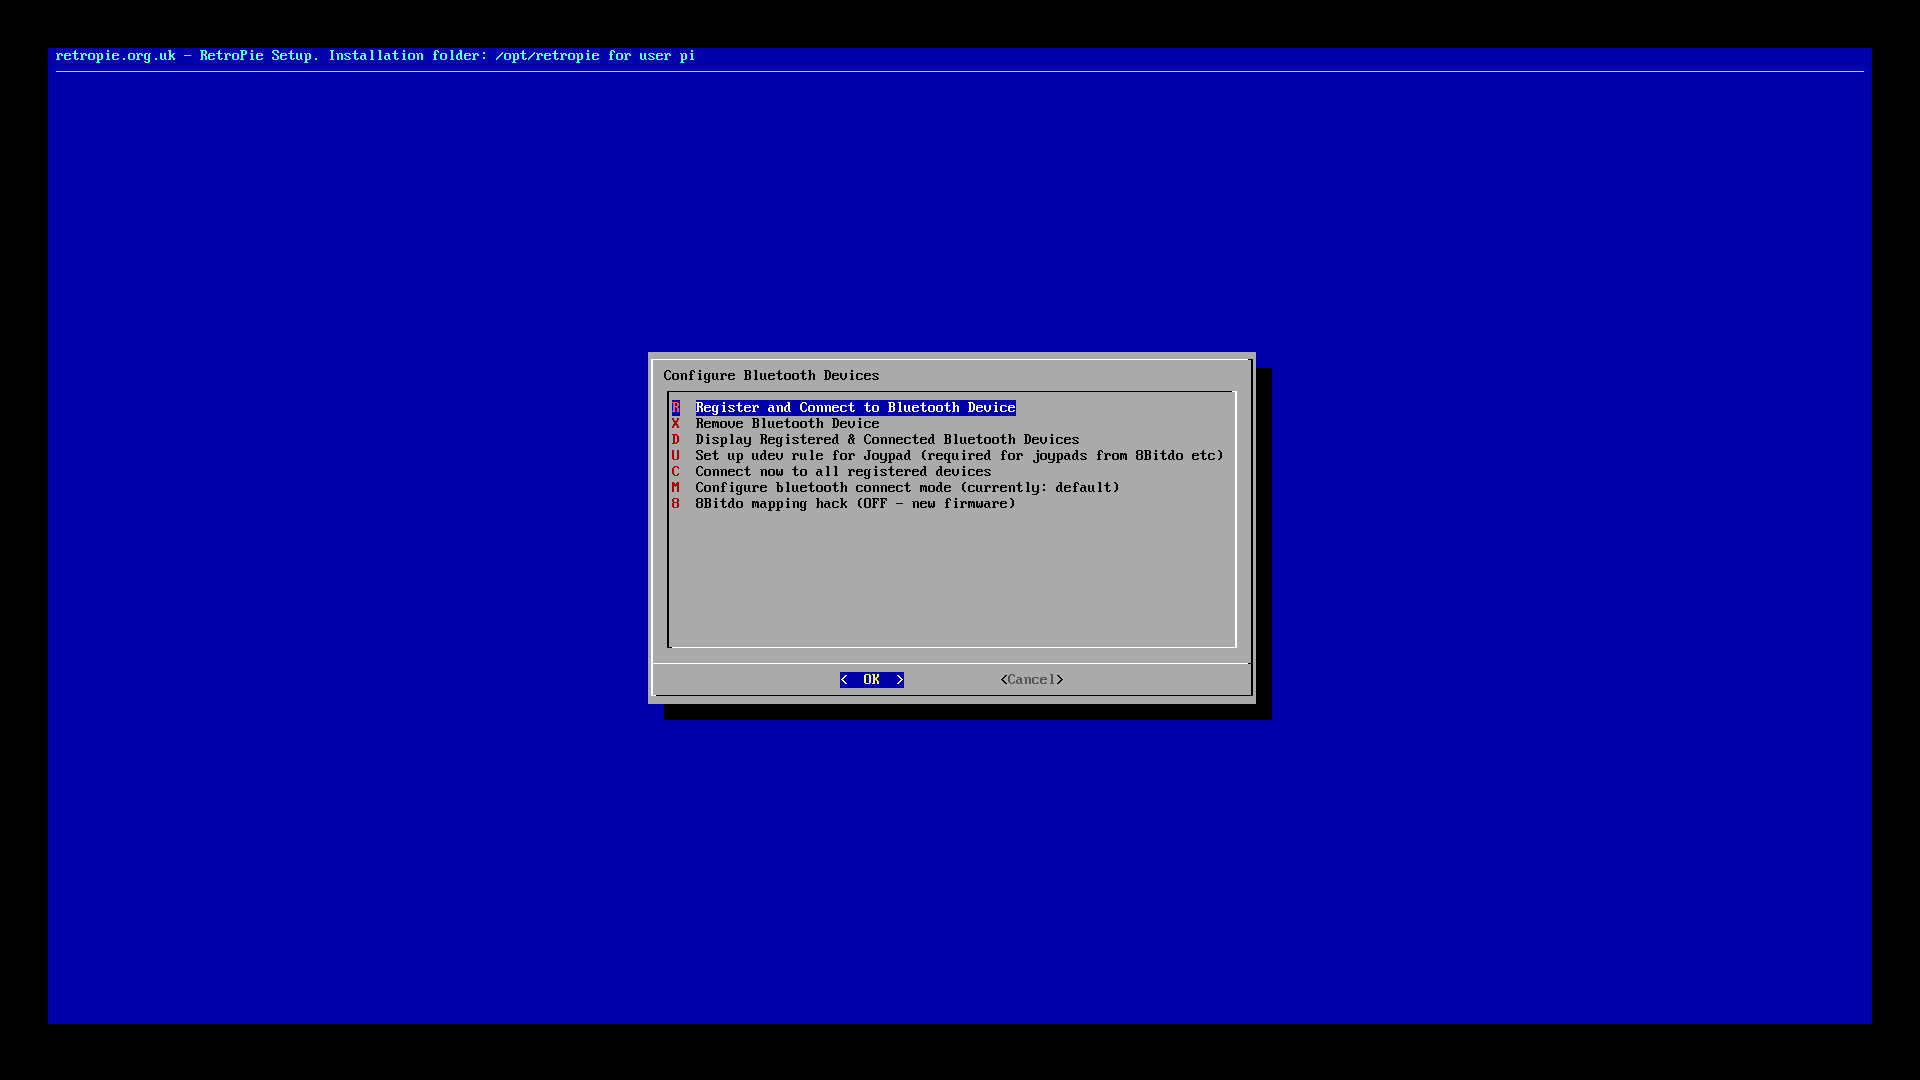 retropie.org.uk - RetroPie Setup. Installation folder: /opt/retropie for user pi
Configure Bluetooth Devices
R Register and Connect to Bluetooth Device
X Remove Bluetooth Device
D Display Registered & Connected Bluetooth Devices
U Set up udev rule for Joypad (required for joypads from 8Bitdo etc)
C Connect now to all registered devices
M Configure bluetooth connect mode (currently: default)
8 8Bitdo mapping hack (OFF - new firmware)
< OK > <Cancel>